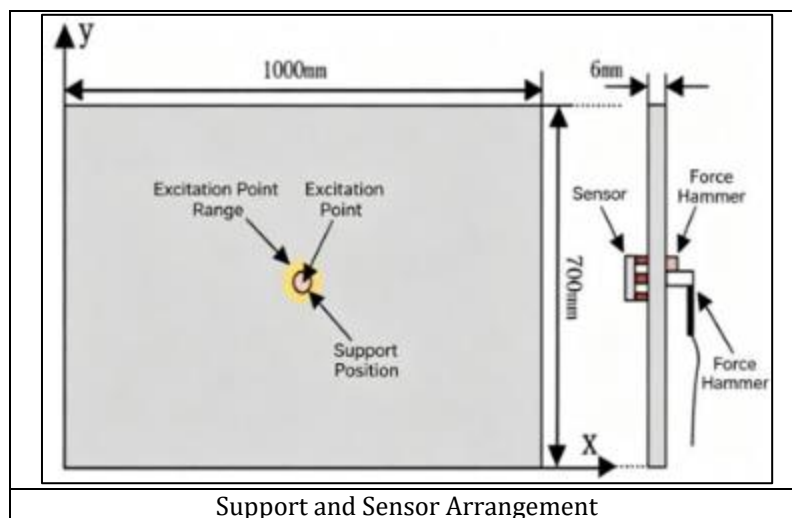 y
1000mm
6mm
Excitation Point
Range
Excitation
Point
Sensor
Force
Hammer
700mm
Support
Position
Force
Hammer
X
Support and Sensor Arrangement